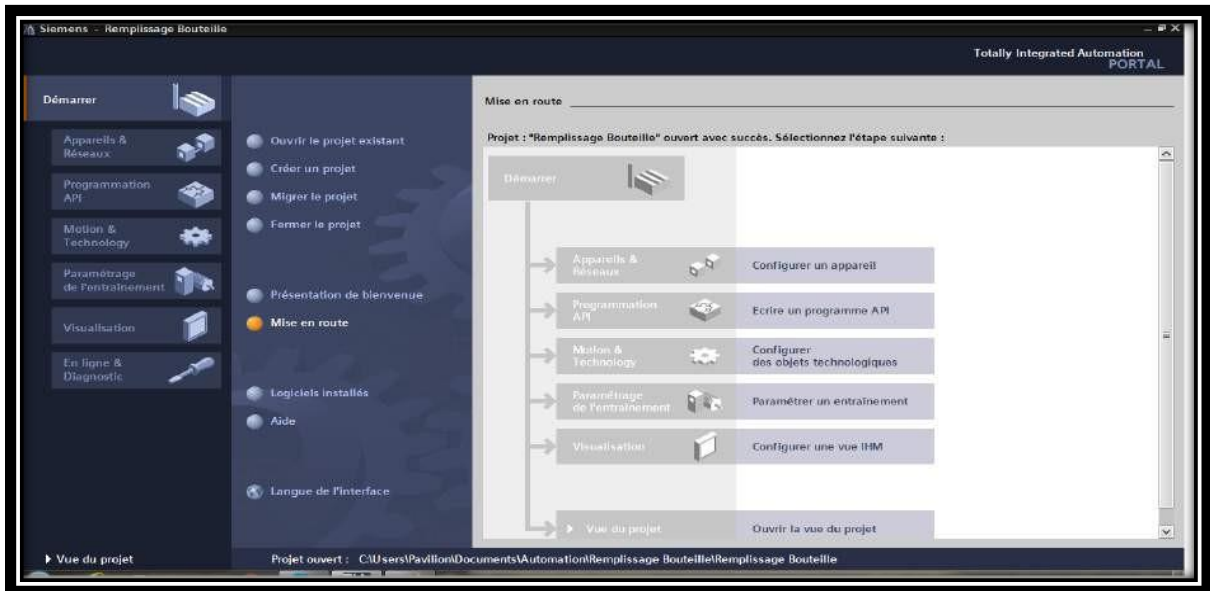 Siemens - Remplissage Bouteille
Totally Integrated Automation
PORTAL
Démarrer
Appareils &
Réseaux
Programmation
API
Motion &
Technology
Paramétrage
de l'entraînement
Visualisation
En ligne &
Diagnostic
Vue du projet
Ouvrir le projet existant
Créer un projet
Migrer le projet
Fermer le projet
Présentation de bienvenue
Mise en route
Logiciels installés
Aide
Langue de l'interface
Mise en route
Projet : "Remplissage Bouteille" ouvert avec succès. Sélectionnez l'étape suivante :
Démarrer
Appareils &
Réseaux
Configurer un appareil
Programmation
API
Ecrire un programme API
Motion &
Technology
Configurer
des objets technologiques
Paramétrage
de l'entraînement
Paramétrer un entraînement
Visualisation
Configurer une vue IHM
Vue du projet
Ouvrir la vue du projet
Projet ouvert : C:\Users\Pavilion\Documents\Automation\Remplissage Bouteille\Remplissage Bouteille